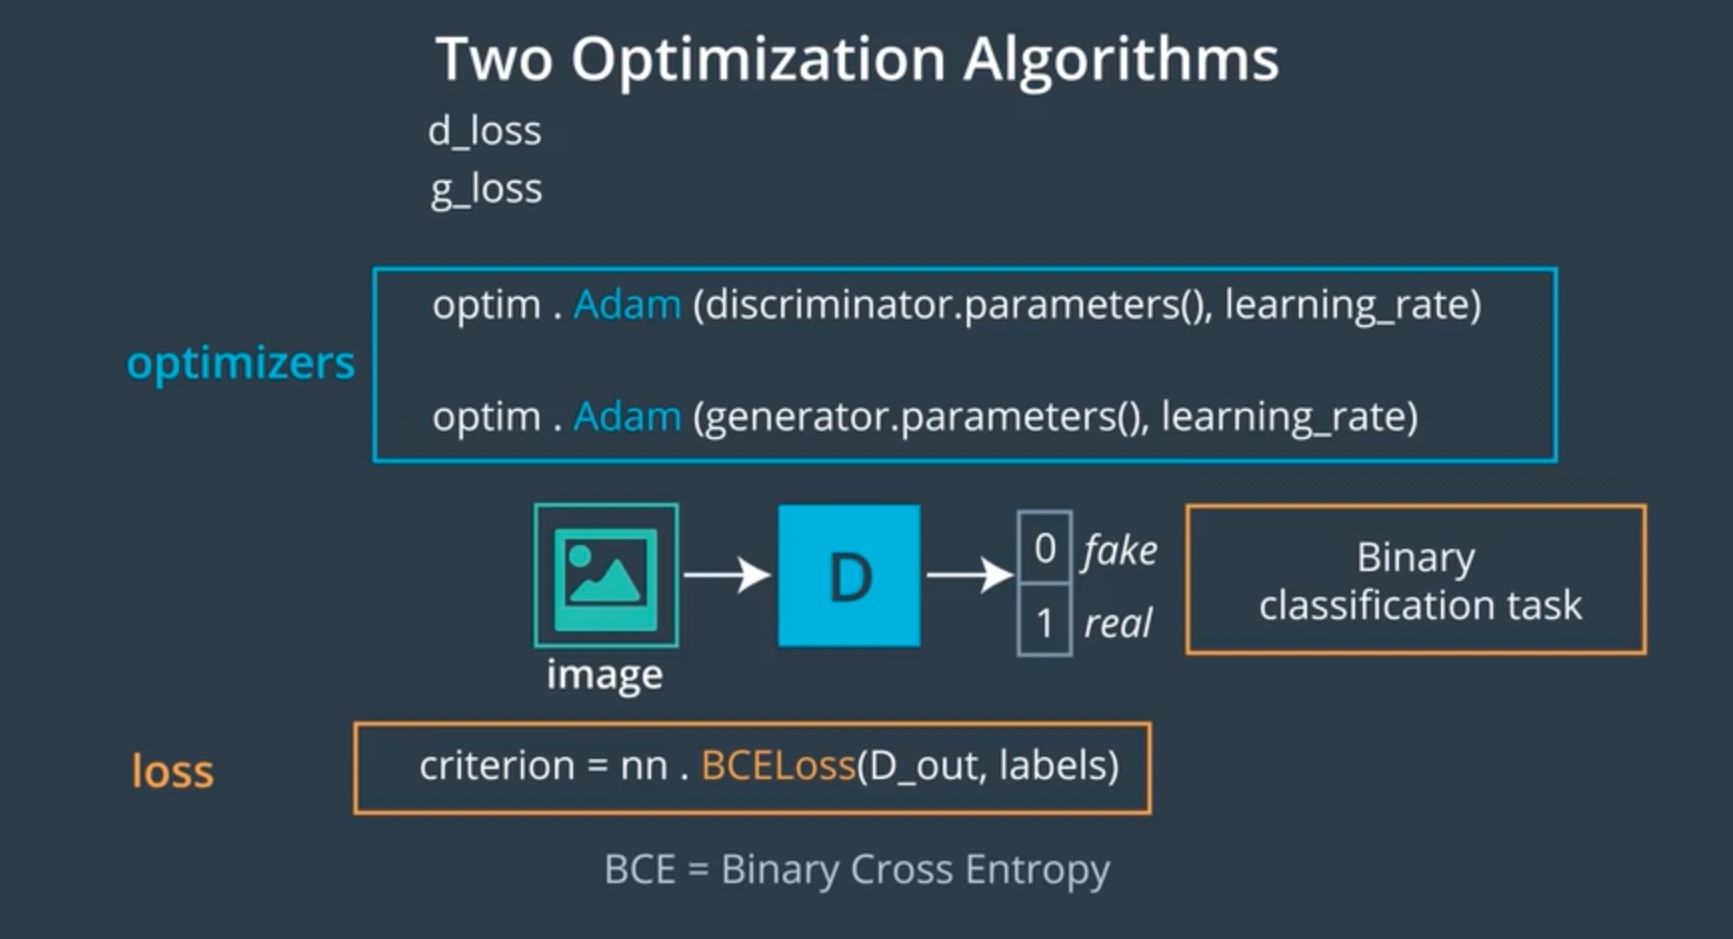 Two Optimization Algorithms
d_loss
g_loss
optimizers
optim . Adam (discriminator.parameters(), learning_rate)
optim . Adam (generator.parameters(), learning_rate)
image
D
0 fake
1 real
Binary
classification task
loss
criterion = nn . BCELoss(D_out, labels)
BCE = Binary Cross Entropy